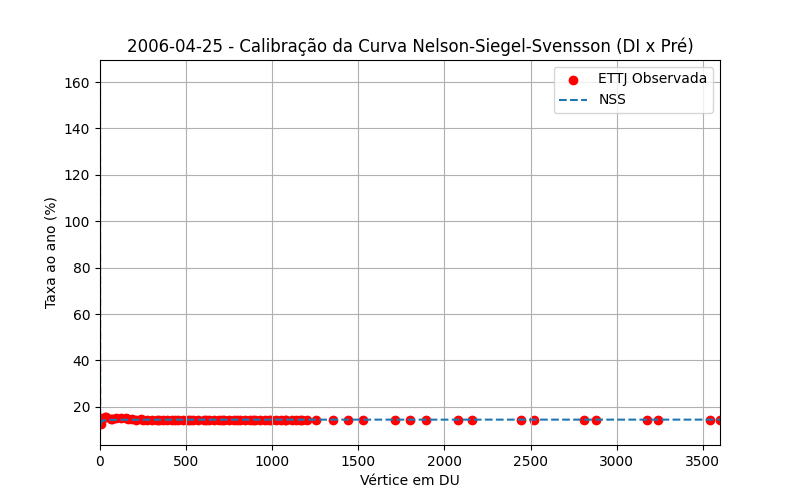 2006-04-25 - Calibração da Curva Nelson-Siegel-Svensson (DI x Pré)
ETTJ Observada
NSS
Taxa ao ano (%)
160
140
120
100
80
60
40
20
0 500 1000 1500 2000 2500 3000 3500
Vértice em DU